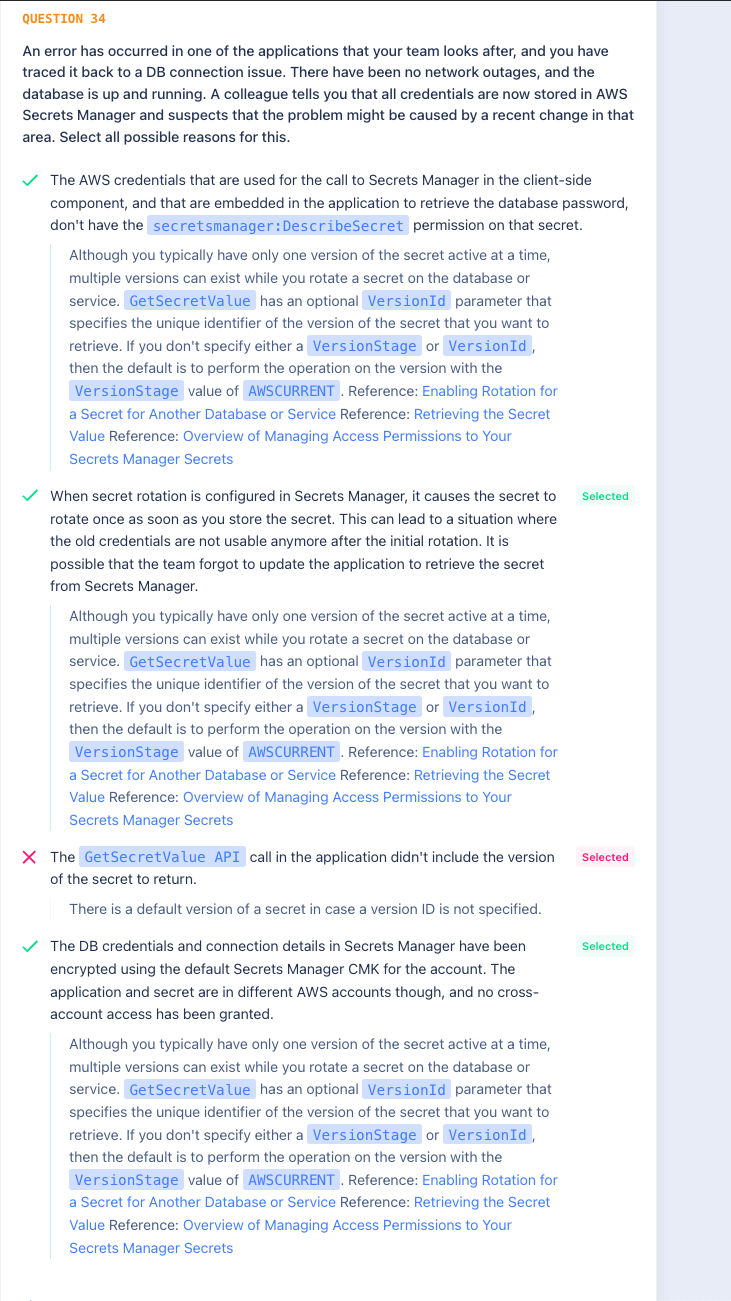 QUESTION 34
An error has occurred in one of the applications that your team looks after, and you have
traced it back to a DB connection issue. There have been no network outages, and the
database is up and running. A colleague tells you that all credentials are now stored in AWS
Secrets Manager and suspects that the problem might be caused by a recent change in that
area. Select all possible reasons for this.
The AWS credentials that are used for the call to Secrets Manager in the client-side
component, and that are embedded in the application to retrieve the database password,
don't have the secretsmanager:DescribeSecret permission on that secret.
Although you typically have only one version of the secret active at a time,
multiple versions can exist while you rotate a secret on the database or
service. GetSecretValue has an optional VersionId parameter that
specifies the unique identifier of the version of the secret that you want to
retrieve. If you don't specify either a VersionStage or VersionId,
then the default is to perform the operation on the version with the
VersionStage value of AWSCURRENT. Reference: Enabling Rotation for
a Secret for Another Database or Service Reference: Retrieving the Secret
Value Reference: Overview of Managing Access Permissions to Your
Secrets Manager Secrets
When secret rotation is configured in Secrets Manager, it causes the secret to
Selected
rotate once as soon as you store the secret. This can lead to a situation where
the old credentials are not usable anymore after the initial rotation. It is
possible that the team forgot to update the application to retrieve the secret
from Secrets Manager.
Although you typically have only one version of the secret active at a time,
multiple versions can exist while you rotate a secret on the database or
service. GetSecretValue has an optional VersionId parameter that
specifies the unique identifier of the version of the secret that you want to
retrieve. If you don't specify either a VersionStage or VersionId,
then the default is to perform the operation on the version with the
VersionStage value of AWSCURRENT. Reference: Enabling Rotation for
a Secret for Another Database or Service Reference: Retrieving the Secret
Value Reference: Overview of Managing Access Permissions to Your
Secrets Manager Secrets
The GetSecretValue API call in the application didn't include the version
Selected
of the secret to return.
There is a default version of a secret in case a version ID is not specified.
The DB credentials and connection details in Secrets Manager have been
Selected
encrypted using the default Secrets Manager CMK for the account. The
application and secret are in different AWS accounts though, and no cross-
account access has been granted.
Although you typically have only one version of the secret active at a time,
multiple versions can exist while you rotate a secret on the database or
service. GetSecretValue has an optional VersionId parameter that
specifies the unique identifier of the version of the secret that you want to
retrieve. If you don't specify either a VersionStage or VersionId,
then the default is to perform the operation on the version with the
VersionStage value of AWSCURRENT. Reference: Enabling Rotation for
a Secret for Another Database or Service Reference: Retrieving the Secret
Value Reference: Overview of Managing Access Permissions to Your
Secrets Manager Secrets